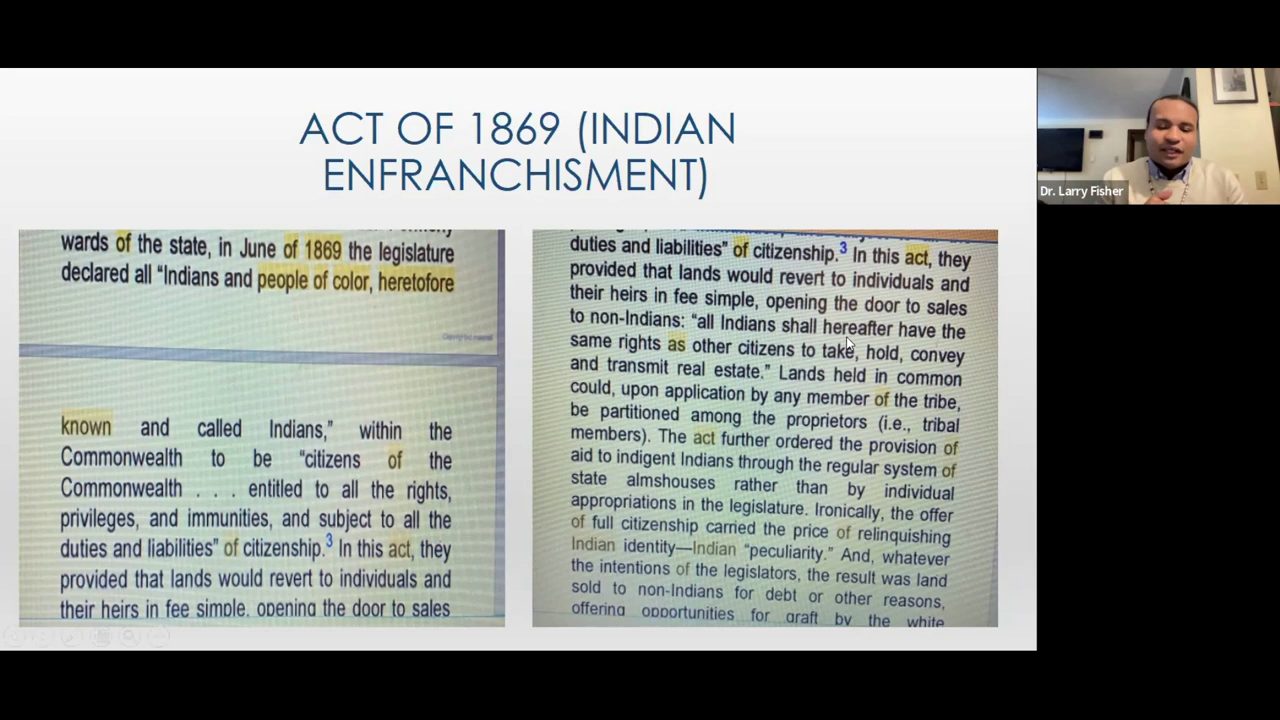 ACT OF 1869 (INDIAN
ENFRANCHISMENT)
wards of the state, in June of 1869 the legislature
declared all “Indians and people of color, heretofore
Copyrighted material
known and called Indians,” within the
Commonwealth to be “citizens of the
Commonwealth . . . entitled to all the rights,
privileges, and immunities, and subject to all the
duties and liabilities” of citizenship.3 In this act, they
provided that lands would revert to individuals and
their heirs in fee simple, opening the door to sales
duties and liabilities” of citizenship.3 In this act, they
provided that lands would revert to individuals and
their heirs in fee simple, opening the door to sales
to non-Indians: “all Indians shall hereafter have the
same rights as other citizens to take, hold, convey
and transmit real estate.” Lands held in common
could, upon application by any member of the tribe,
be partitioned among the proprietors (i.e., tribal
members). The act further ordered the provision of
aid to indigent Indians through the regular system of
state almshouses rather than by individual
appropriations in the legislature. Ironically, the offer
of full citizenship carried the price of relinquishing
Indian identity—Indian “peculiarity.” And, whatever
the intentions of the legislators, the result was land
sold to non-Indians for debt or other reasons,
offering opportunities for graft by the white
Dr. Larry Fisher